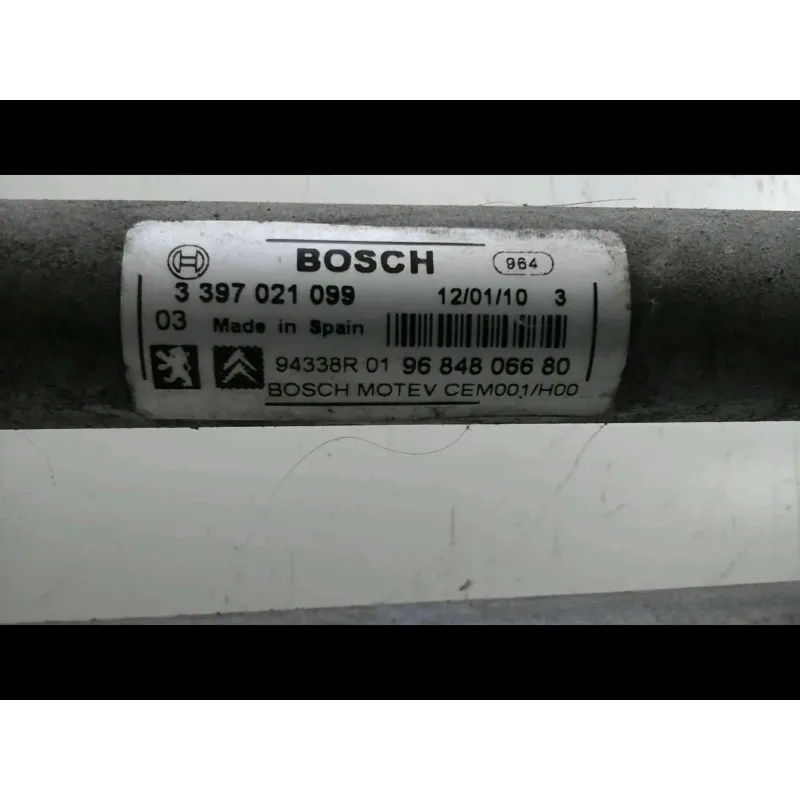 BOSCH 964
3 397 021 099 12/01/10 3
03 Made in Spain
94338R 01 96 848 066 80
BOSCH MOTEV CEM001/H00